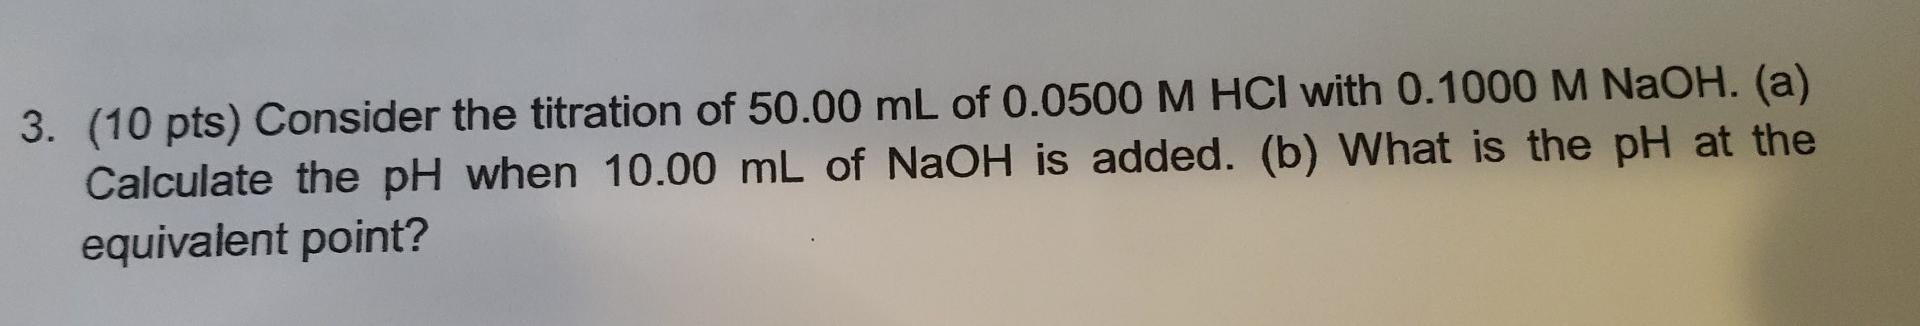 3. (10 pts) Consider the titration of 50.00 mL of 0.0500 M HCl with 0.1000 M NaOH. (a)
Calculate the pH when 10.00 mL of NaOH is added. (b) What is the pH at the
equivalent point?